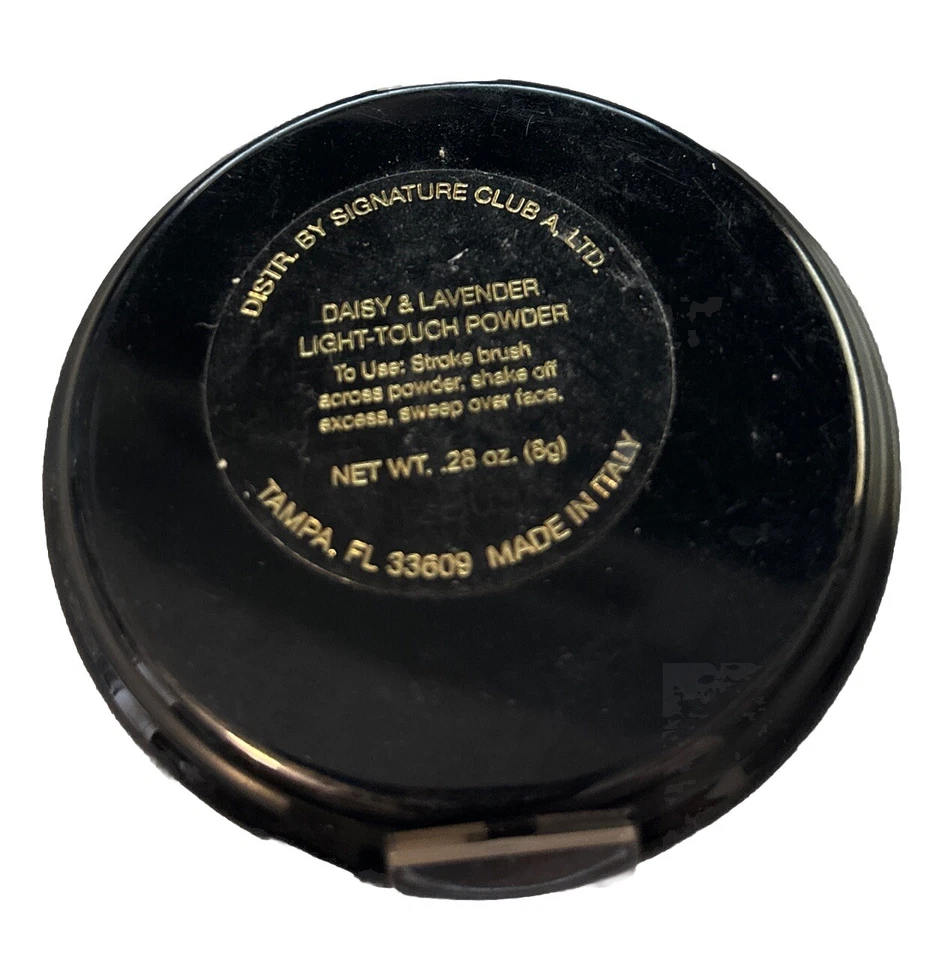 DISTR. BY SIGNATURE CLUB A, LTD.
DAISY & LAVENDER
LIGHT-TOUCH POWDER
To Use: Stroke brush
across powder, shake off
excess, sweep over face.
NET WT. .28 oz. (8g)
TAMPA, FL 33609 MADE IN ITALY